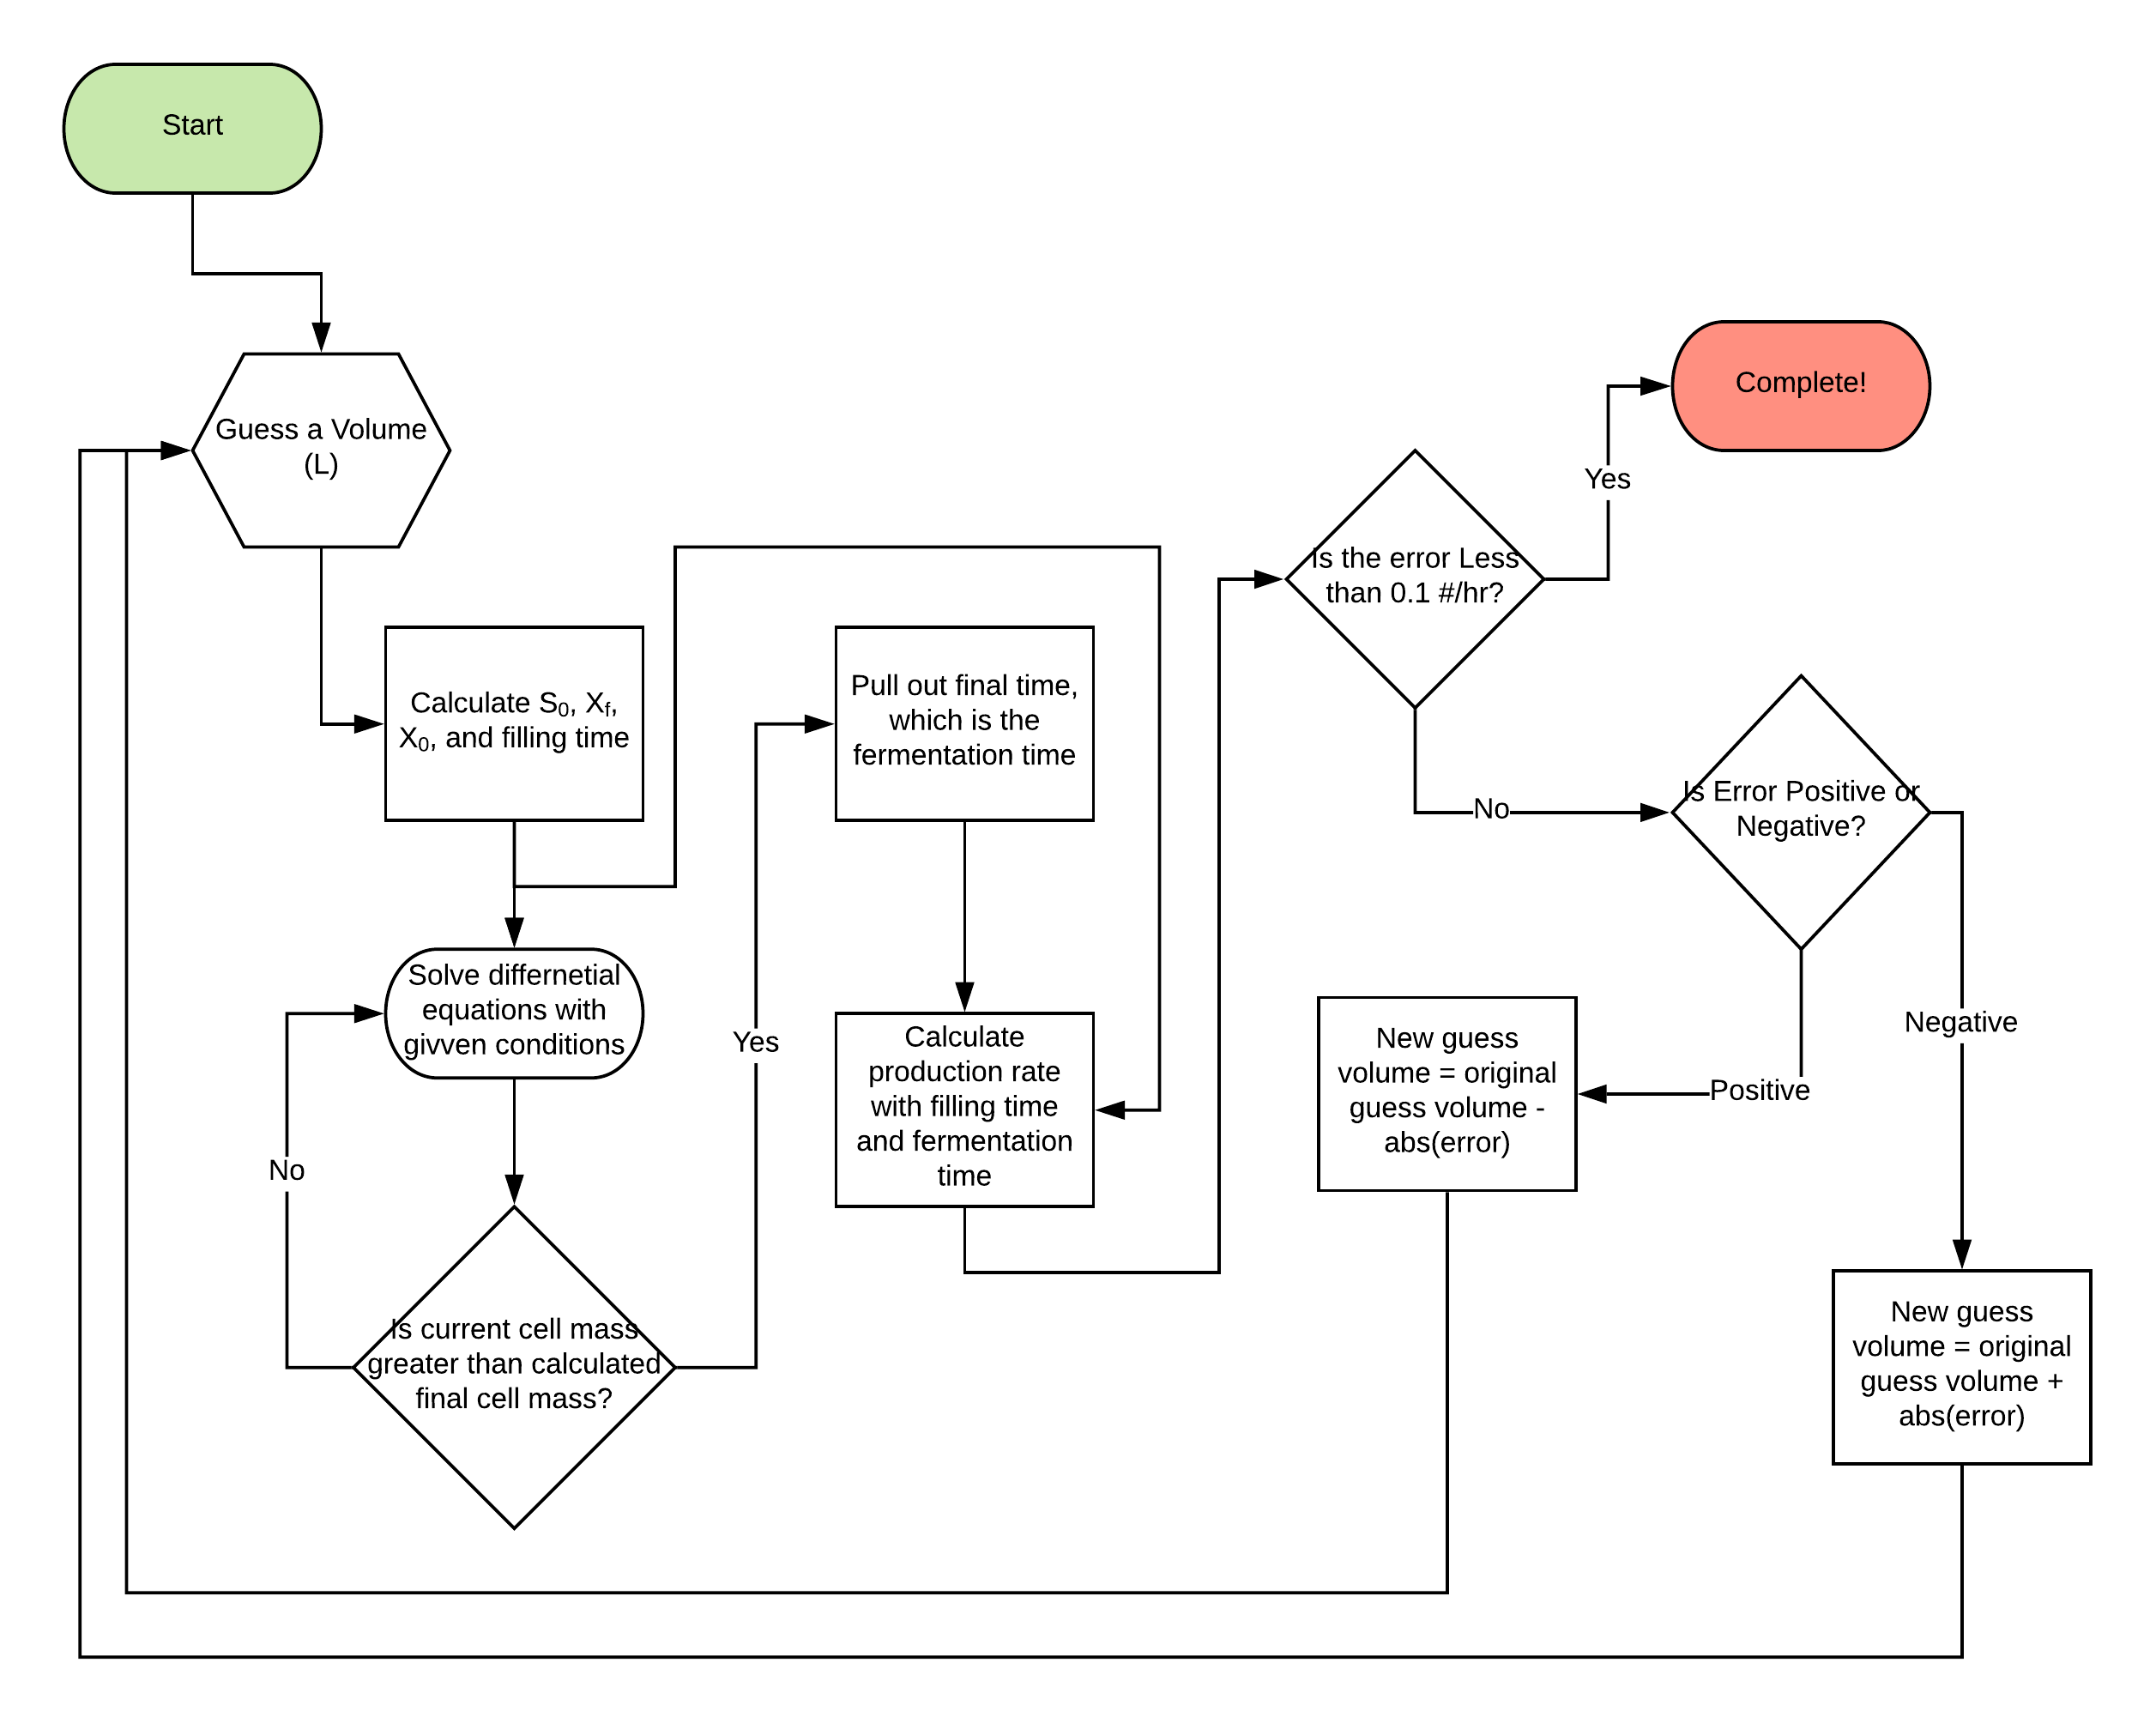 Start
Guess a Volume
(L)
Calculate S₀, X_f,
X₀, and filling time
Solve differnetial
equations with
givven conditions
No
Is current cell mass
greater than calculated
final cell mass?
Yes
Pull out final time,
which is the
fermentation time
Calculate
production rate
with filling time
and fermentation
time
Is the error Less
than 0.1 #/hr?
Yes
Complete!
No
Is Error Positive or
Negative?
Positive
New guess
volume = original
guess volume -
abs(error)
Negative
New guess
volume = original
guess volume +
abs(error)